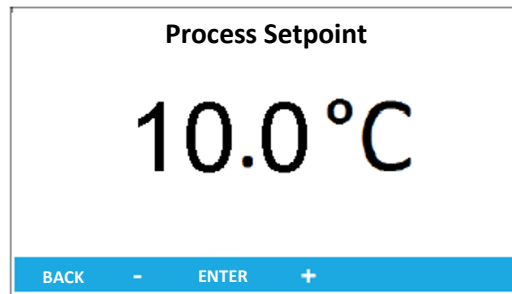 Process Setpoint
10.0 °C
BACK - ENTER +